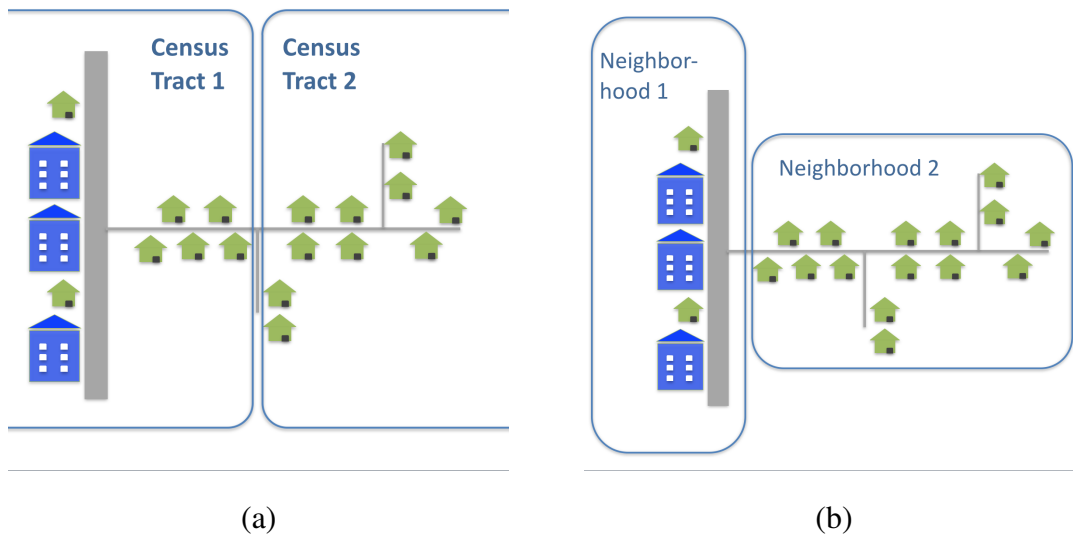 Census
Tract 1
Census
Tract 2
(a)
Neighbor-
hood 1
Neighborhood 2
(b)